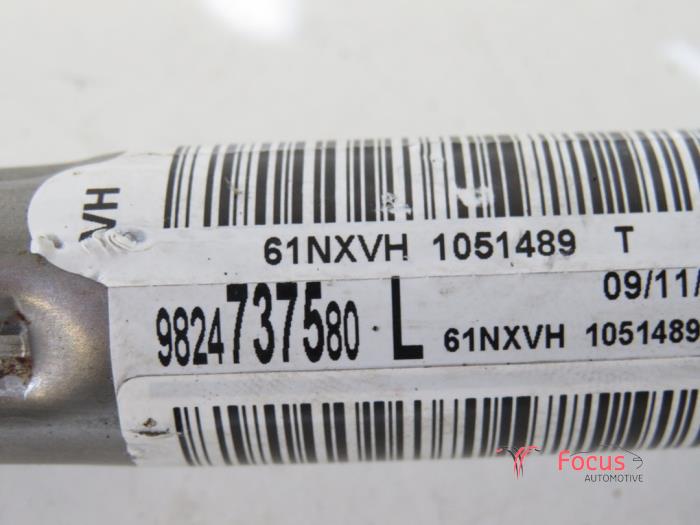 VH
61NXVH 1051489 T
9824737580 L 09/11/
61NXVH 1051489
Focus
AUTOMOTIVE